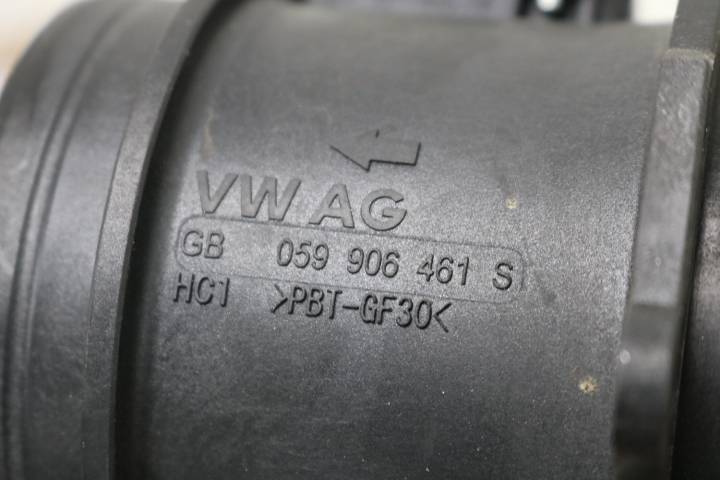 VW AG
GB 059 906 461 S
HC1 >PBT-GF30<